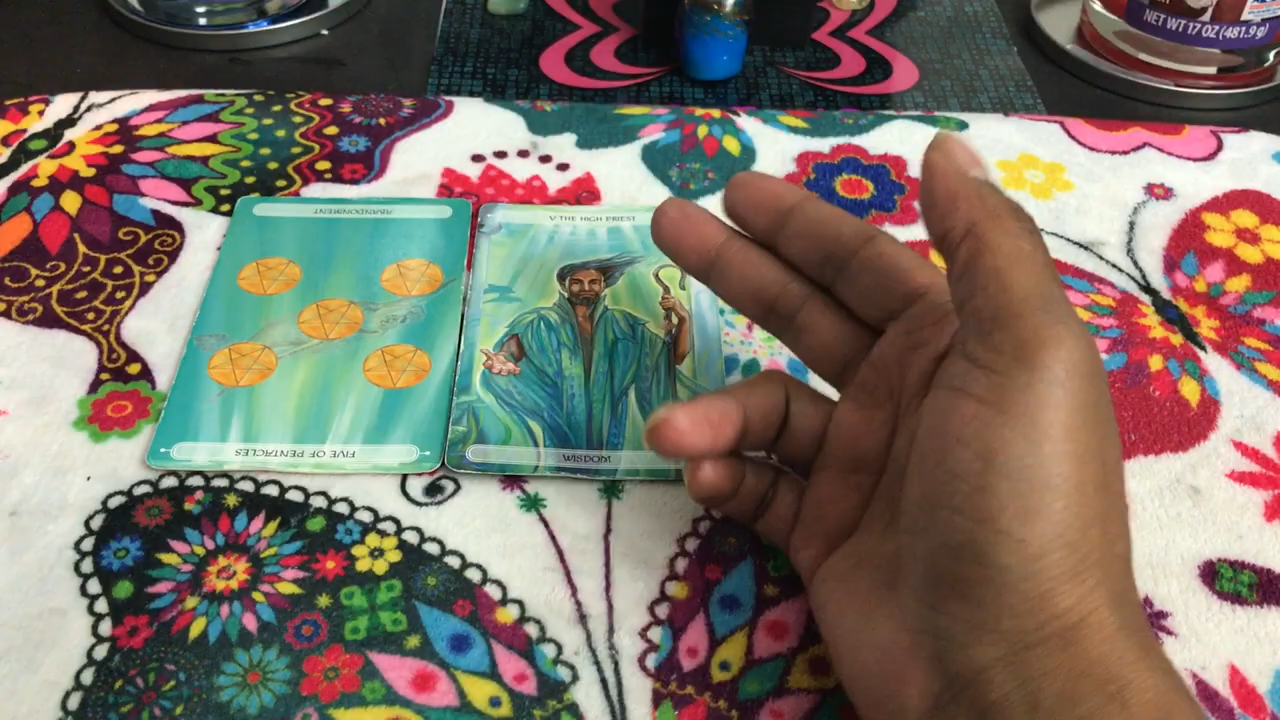 NET WT 17 OZ (481.9g)
ABANDONMENT
FIVE OF PENTACLES
V THE HIGH PRIEST
WISDOM